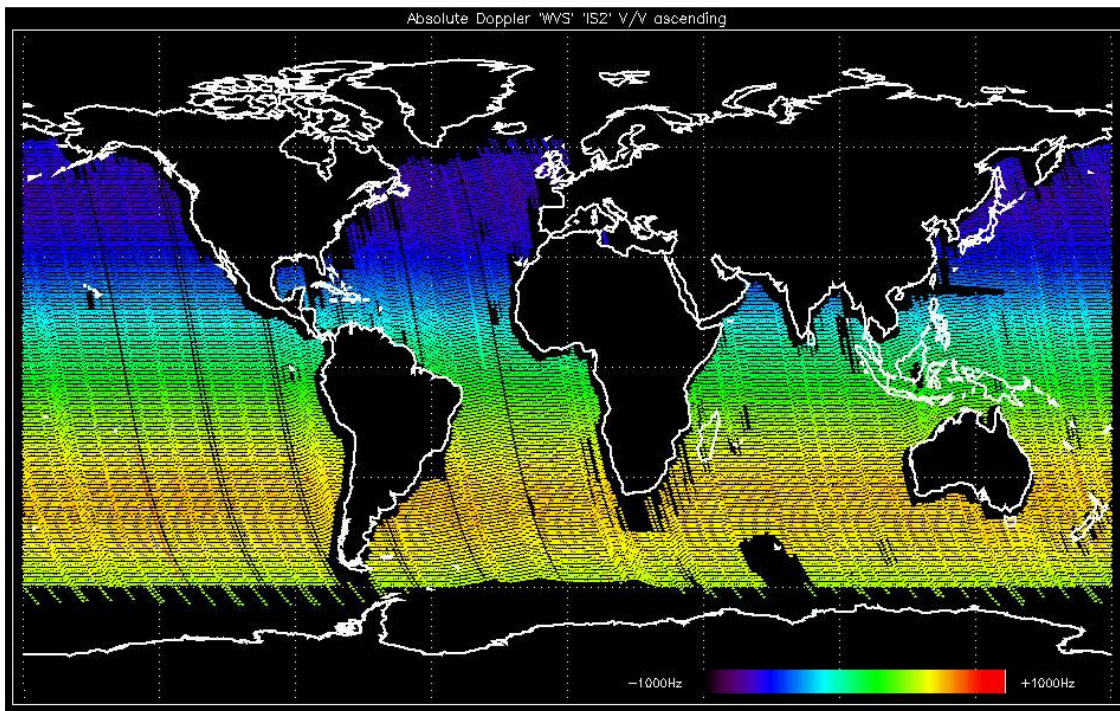 Absolute Doppler 'WVS' 'IS2' V/V ascending
-1000Hz
+1000Hz